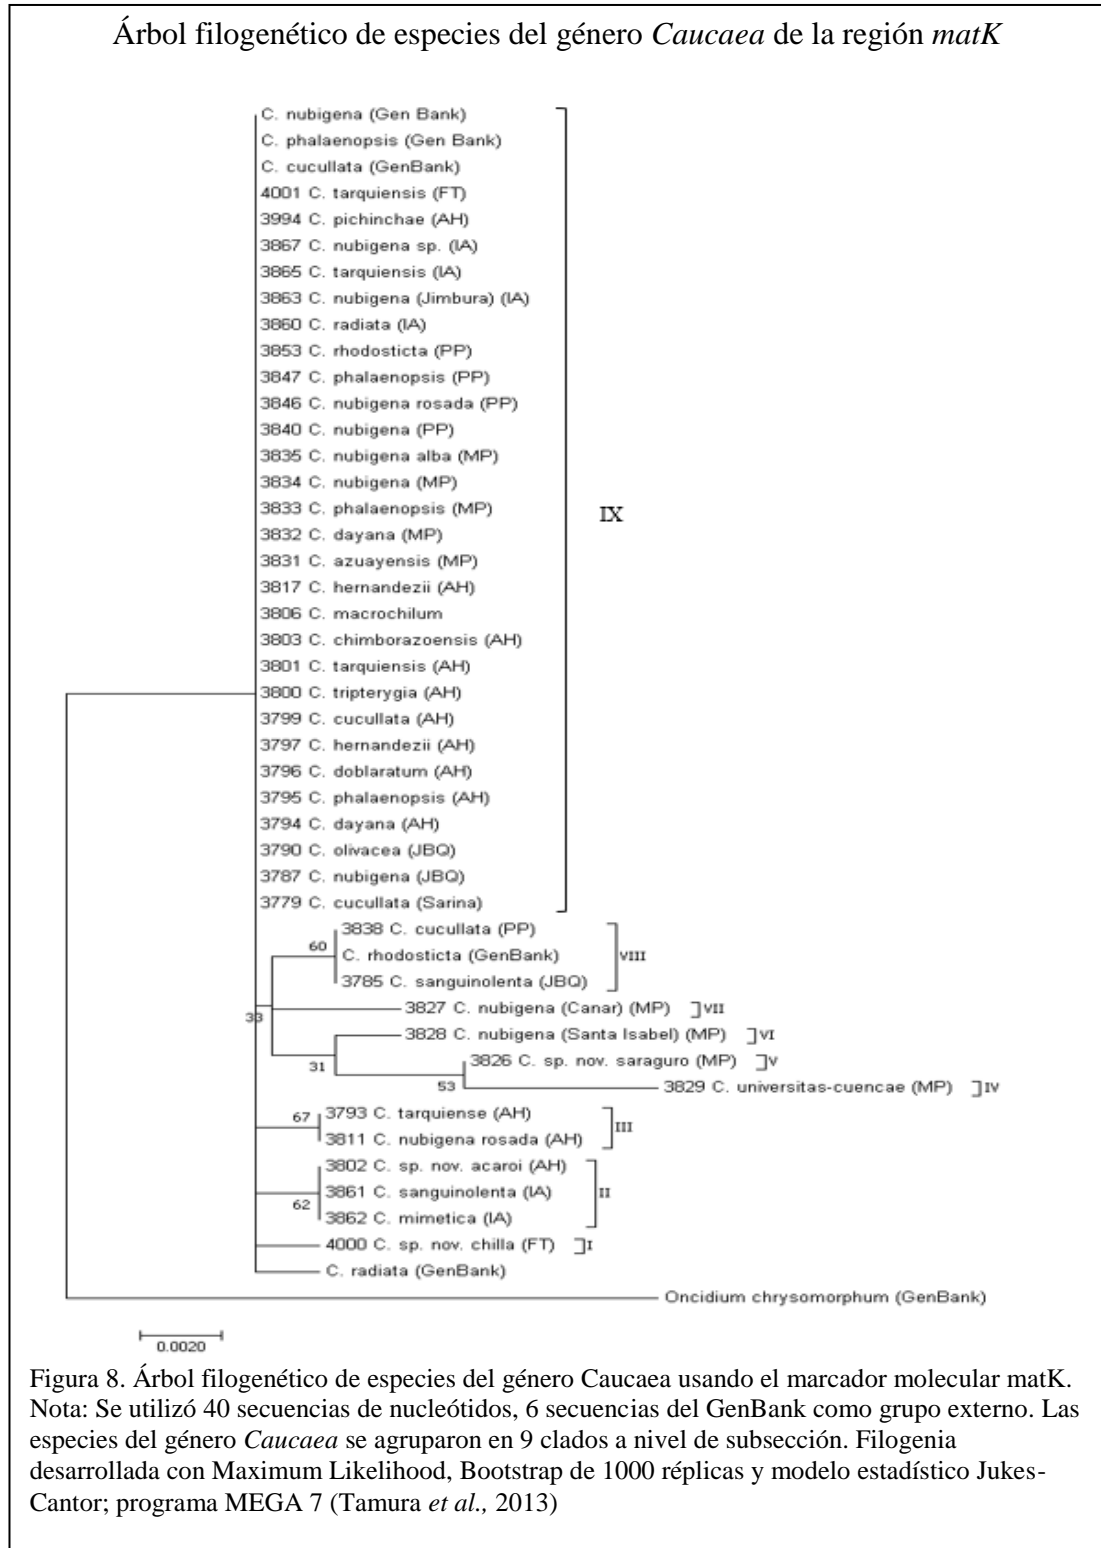 Árbol filogenético de especies del género Caucaea de la región matK
C. nubigena (Gen Bank)
C. phalaenopsis (Gen Bank)
C. cucullata (GenBank)
4001 C. tarquiensis (FT)
3994 C. pichinchae (AH)
3867 C. nubigena sp. (IA)
3865 C. tarquiensis (IA)
3863 C. nubigena (Jimbura) (IA)
3860 C. radiata (IA)
3853 C. rhodosticta (PP)
3847 C. phalaenopsis (PP)
3846 C. nubigena rosada (PP)
3840 C. nubigena (PP)
3835 C. nubigena alba (MP)
3834 C. nubigena (MP)
3833 C. phalaenopsis (MP)
IX
3832 C. dayana (MP)
3831 C. azuayensis (MP)
3817 C. hernandezii (AH)
3806 C. macrochilum
3803 C. chimborazoensis (AH)
3801 C. tarquiensis (AH)
3800 C. tripterygia (AH)
3799 C. cucullata (AH)
3797 C. hernandezii (AH)
3796 C. doblaratum (AH)
3795 C. phalaenopsis (AH)
3794 C. dayana (AH)
3790 C. olivacea (JBQ)
3787 C. nubigena (JBQ)
3779 C. cucullata (Sarina)
3838 C. cucullata (PP)
60
C. rhodosticta (GenBank) VIII
3785 C. sanguinolenta (JBQ)
3827 C. nubigena (Canar) (MP) VII
33
3828 C. nubigena (Santa Isabel) (MP) VI
31
3826 C. sp. nov. saraguro (MP) V
53
3829 C. universitas-cuencae (MP) IV
67
3793 C. tarquiense (AH)
III
3811 C. nubigena rosada (AH)
3802 C. sp. nov. acaroi (AH)
3861 C. sanguinolenta (IA) II
62
3862 C. mimetica (IA)
4000 C. sp. nov. chilla (FT) I
C. radiata (GenBank)
Oncidium chrysomorphum (GenBank)
0.0020
Figura 8. Árbol filogenético de especies del género Caucaea usando el marcador molecular matK.
Nota: Se utilizó 40 secuencias de nucleótidos, 6 secuencias del GenBank como grupo externo. Las
especies del género Caucaea se agruparon en 9 clados a nivel de subsección. Filogenia
desarrollada con Maximum Likelihood, Bootstrap de 1000 réplicas y modelo estadístico Jukes-
Cantor; programa MEGA 7 (Tamura et al., 2013)